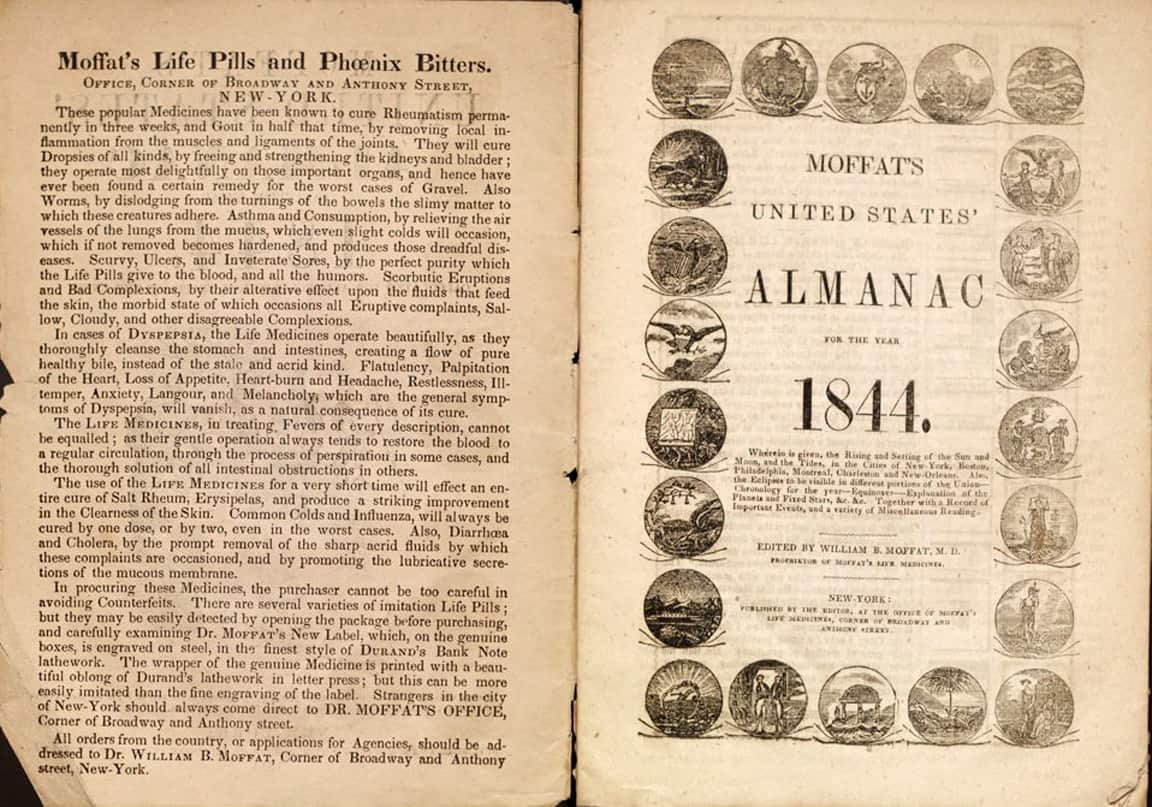 Moffat's Life Pills and Phœnix Bitters.
Office, Corner of Broadway and Anthony Street,
NEW-YORK.
These popular Medicines have been known to cure Rheumatism perma-
nently in three weeks, and Gout in half that time, by removing local in-
flammation from the muscles and ligaments of the joints. They will cure
Dropsies of all kinds, by freeing and strengthening the kidneys and bladder;
they operate most delightfully on those important organs, and hence have
ever been found a certain remedy for the worst cases of Gravel. Also
Worms, by dislodging from the turnings of the bowels the slimy matter to
which these creatures adhere. Asthma and Consumption, by relieving the air
vessels of the lungs from the mucus, which even slight colds will occasion,
which if not removed becomes hardened, and produces those dreadful dis-
eases. Scurvy, Ulcers, and Inveterate Sores, by the perfect purity which
the Life Pills give to the blood, and all the humors. Scorbutic Eruptions
and Bad Complexions, by their alterative effect upon the fluids that feed
the skin, the morbid state of which occasions all Eruptive complaints, Sal-
low, Cloudy, and other disagreeable Complexions.
In cases of Dyspepsia, the Life Medicines operate beautifully, as they
thoroughly cleanse the stomach and intestines, creating a flow of pure
healthy bile, instead of the stale and acrid kind. Flatulency, Palpitation
of the Heart, Loss of Appetite, Heart-burn and Headache, Restlessness, Ill-
temper, Anxiety, Langour, and Melancholy, which are the general symp-
toms of Dyspepsia, will vanish, as a natural consequence of its cure.
The Life Medicines, in treating Fevers of every description, cannot
be equalled; as their gentle operation always tends to restore the blood to
a regular circulation, through the process of perspiration in some cases, and
the thorough solution of all intestinal obstructions in others.
The use of the Life Medicines for a very short time will effect an en-
tire cure of Salt Rheum, Erysipelas, and produce a striking improvement
in the Clearness of the Skin. Common Colds and Influenza, will always be
cured by one dose, or by two, even in the worst cases. Also, Diarrhœa
and Cholera, by the prompt removal of the sharp acrid fluids by which
these complaints are occasioned, and by promoting the lubricative secre-
tions of the mucous membrane.
In procuring these Medicines, the purchaser cannot be too careful in
avoiding Counterfeits. There are several varieties of imitation Life Pills;
but they may be easily detected by opening the package before purchasing,
and carefully examining Dr. Moffat's New Label, which, on the genuine
boxes, is engraved on steel, in the finest style of Durand's Bank Note
lathework. The wrapper of the genuine Medicine is printed with a beau-
tiful oblong of Durand's lathework in letter press; but this can be more
easily imitated than the fine engraving of the label. Strangers in the city
of New-York should always come direct to DR. MOFFAT'S OFFICE,
Corner of Broadway and Anthony street.
All orders from the country, or applications for Agencies, should be ad-
dressed to Dr. William B. Moffat, Corner of Broadway and Anthony
street, New-York.
MOFFAT'S
UNITED STATES'
ALMANAC
FOR THE YEAR
1844.
Wherein is given, the Rising and Setting of the Sun and
Moon, and the Tides, in the Cities of New-York, Boston,
Philadelphia, Montreal, Charleston and New-Orleans. Also,
the Eclipses to be visible in different portions of the Union—
Chronology for the year—Equinoxes—Explanation of the
Planets and Fixed Stars, &c. &c. Together with a Record of
Important Events, and a variety of Miscellaneous Reading.
EDITED BY WILLIAM B. MOFFAT, M. D.
PROPRIETOR OF MOFFAT'S LIFE MEDICINES.
NEW-YORK:
PUBLISHED BY THE EDITOR, AT THE OFFICE OF MOFFAT'S
LIFE MEDICINES, CORNER OF BROADWAY AND
ANTHONY STREET.